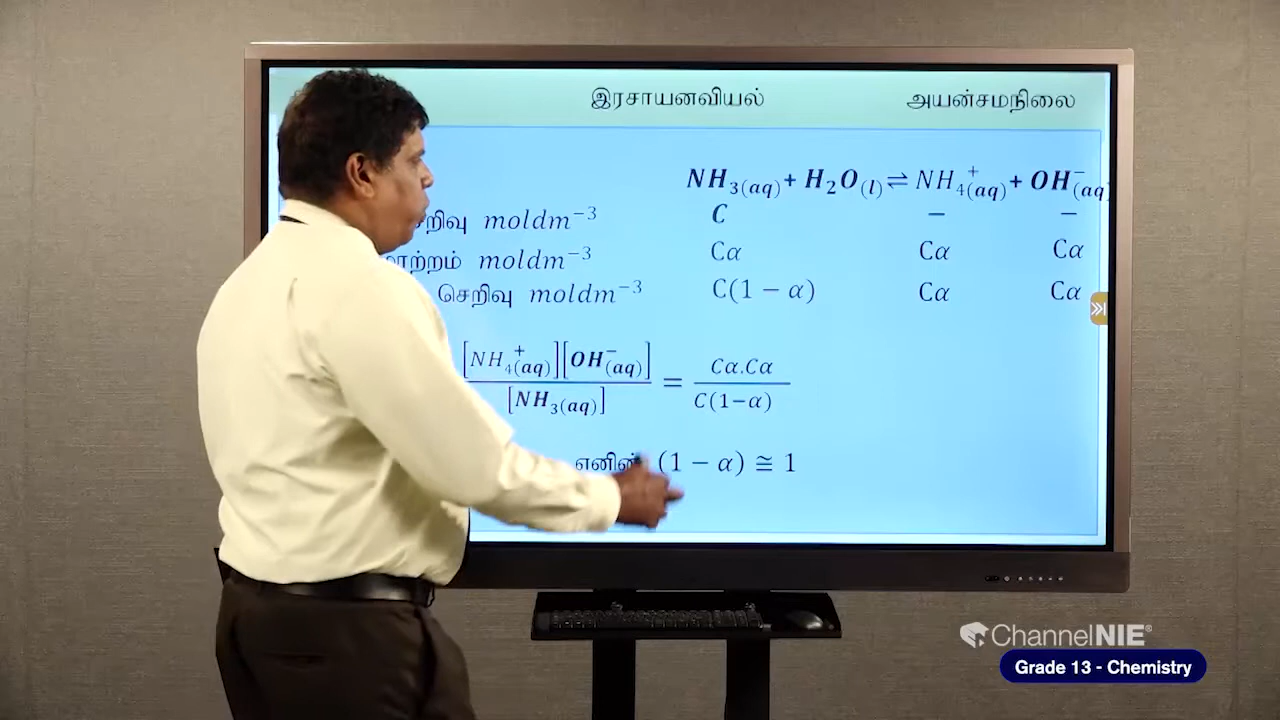 இரசாயனவியல் அயன்சமநிலை
NH₃(aq) + H₂O(l) ⇌ NH₄⁺(aq) + OH⁻(aq)
moldm⁻³ C − −
moldm⁻³ Cα Cα Cα
செறிவு moldm⁻³ C(1 − α) Cα Cα
[NH₄⁺(aq)][OH⁻(aq)] / [NH₃(aq)] = Cα.Cα / C(1−α)
எனின் (1 − α) ≅ 1
ChannelNIE®
Grade 13 - Chemistry